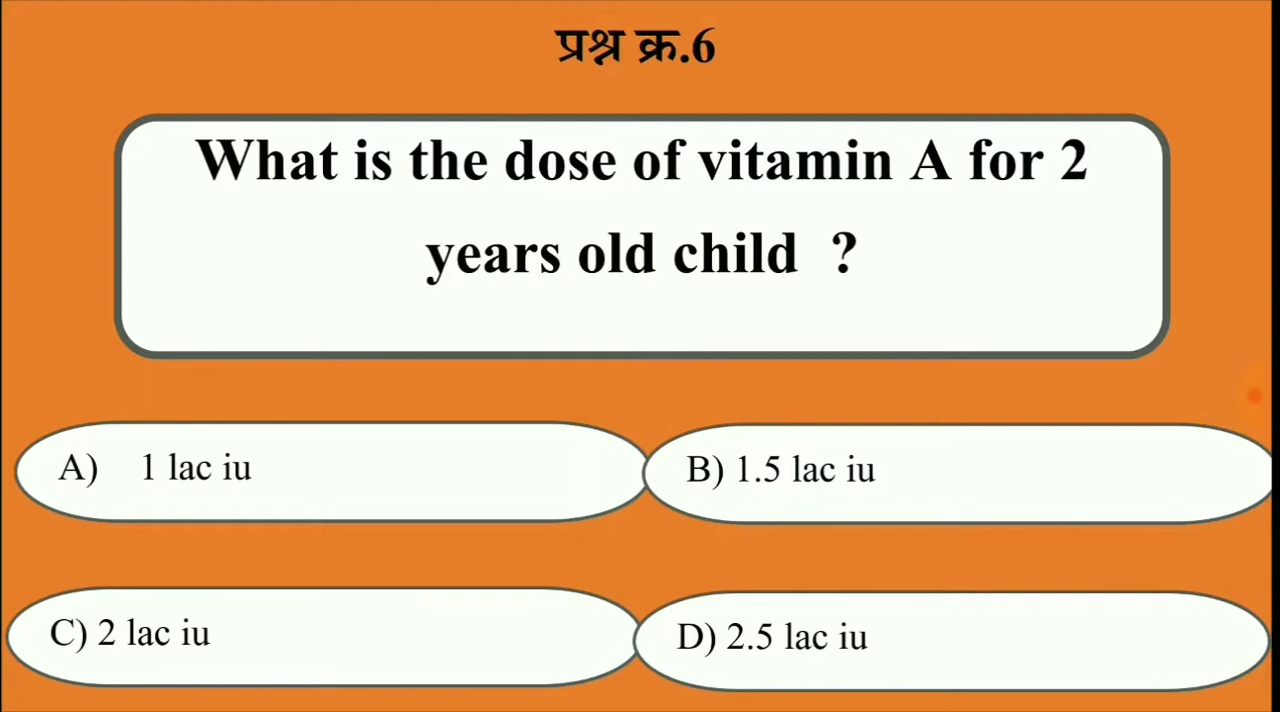 प्रश्न क्र.6
What is the dose of vitamin A for 2
years old child ?
A) 1 lac iu
B) 1.5 lac iu
C) 2 lac iu
D) 2.5 lac iu